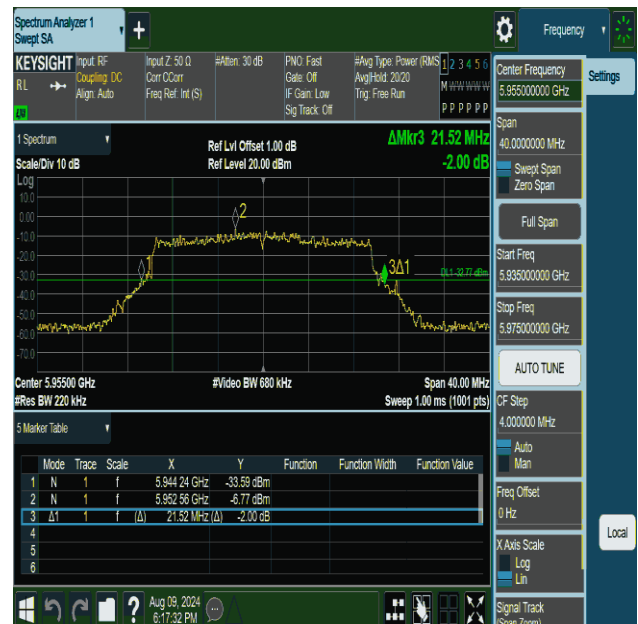 Spectrum Analyzer 1
Swept SA
+
Frequency
KEYSIGHT Input: RF Input Z: 50 Ω #Atten: 30 dB PNO: Fast #Avg Type: Power (RMS 1 2 3 4 5 6
RL Coupling: DC Corr CCorr Gate: Off Avg|Hold: 20/20 M W W W W W
Align: Auto Freq Ref: Int (S) IF Gain: Low Trig: Free Run
Sig Track: Off P P P P P P
Center Frequency
5.955000000 GHz
Settings
1 Spectrum
Ref Lvl Offset 1.00 dB ΔMkr3 21.52 MHz
Scale/Div 10 dB Ref Level 20.00 dBm -2.00 dB
Log
10.0
0.00
-10.0
-20.0
-30.0
-40.0
-50.0
-60.0
-70.0
1
2
3Δ1
DL1 -32.77 dBm
Center 5.95500 GHz #Video BW 680 kHz Span 40.00 MHz
#Res BW 220 kHz Sweep 1.00 ms (1001 pts)
Span
40.0000000 MHz
Swept Span
Zero Span
Full Span
Start Freq
5.935000000 GHz
Stop Freq
5.975000000 GHz
AUTO TUNE
CF Step
4.000000 MHz
Auto
Man
Freq Offset
0 Hz
X Axis Scale
Log
Lin
Signal Track
(Span Zoom)
Local
5 Marker Table
Mode Trace Scale X Y Function Function Width Function Value
1 N 1 f 5.944 24 GHz -33.59 dBm
2 N 1 f 5.952 56 GHz -6.77 dBm
3 Δ1 1 f (Δ) 21.52 MHz (Δ) -2.00 dB
4
5
6
?
Aug 09, 2024
6:17:32 PM